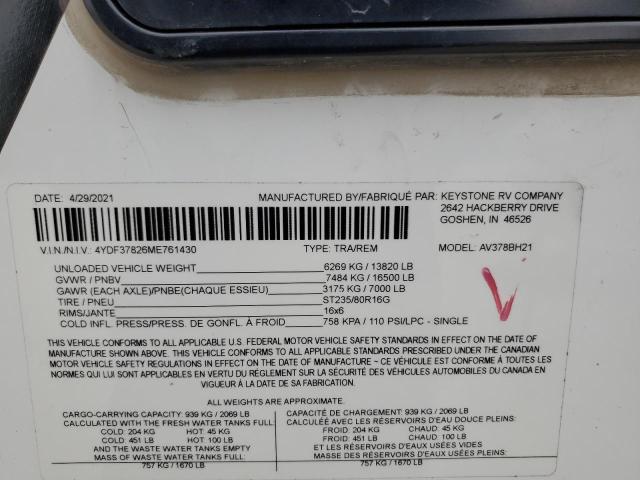 DATE: 4/29/2021
MANUFACTURED BY/FABRIQUÉ PAR: KEYSTONE RV COMPANY
2642 HACKBERRY DRIVE
GOSHEN, IN 46526
V.I.N./N.I.V.: 4YDF37826ME761430 TYPE: TRA/REM MODEL: AV378BH21
UNLOADED VEHICLE WEIGHT 6269 KG / 13820 LB
GVWR / PNBV 7484 KG / 16500 LB
GAWR (EACH AXLE)/PNBE(CHAQUE ESSIEU) 3175 KG / 7000 LB
TIRE / PNEU ST235/80R16G
RIMS/JANTE 16x6
COLD INFL. PRESS/PRESS. DE GONFL. À FROID 758 KPA / 110 PSI/LPC - SINGLE
V
THIS VEHICLE CONFORMS TO ALL APPLICABLE U.S. FEDERAL MOTOR VEHICLE SAFETY STANDARDS IN EFFECT ON THE DATE OF
MANUFACTURE SHOWN ABOVE. THIS VEHICLE CONFORMS TO ALL APPLICABLE STANDARDS PRESCRIBED UNDER THE CANADIAN
MOTOR VEHICLE SAFETY REGULATIONS IN EFFECT ON THE DATE OF MANUFACTURE – CE VÉHICULE EST CONFORME À TOUTES LES
NORMES QUI LUI SONT APPLICABLES EN VERTU DU RÈGLEMENT SUR LA SÉCURITÉ DES VÉHICULES AUTOMOBILES DU CANADA EN
VIGUEUR À LA DATE DE SA FABRICATION.
ALL WEIGHTS ARE APPROXIMATE.
CARGO-CARRYING CAPACITY: 939 KG / 2069 LB
CALCULATED WITH THE FRESH WATER TANKS FULL:
COLD: 204 KG HOT: 45 KG
COLD: 451 LB HOT: 100 LB
AND THE WASTE WATER TANKS EMPTY
MASS OF WASTE WATER TANKS FULL:
757 KG / 1670 LB
CAPACITÉ DE CHARGEMENT: 939 KG / 2069 LB
CALCULÉE AVEC LES RÉSERVOIRS D'EAU DOUCE PLEINS:
FROID: 204 KG CHAUD: 45 KG
FROID: 451 LB CHAUD: 100 LB
ET LES RÉSERVOIRS D'EAUX USÉES VIDES
MASSE DES RÉSERVOIRS D'EAUX USÉES PLEINS:
757 KG / 1670 LB